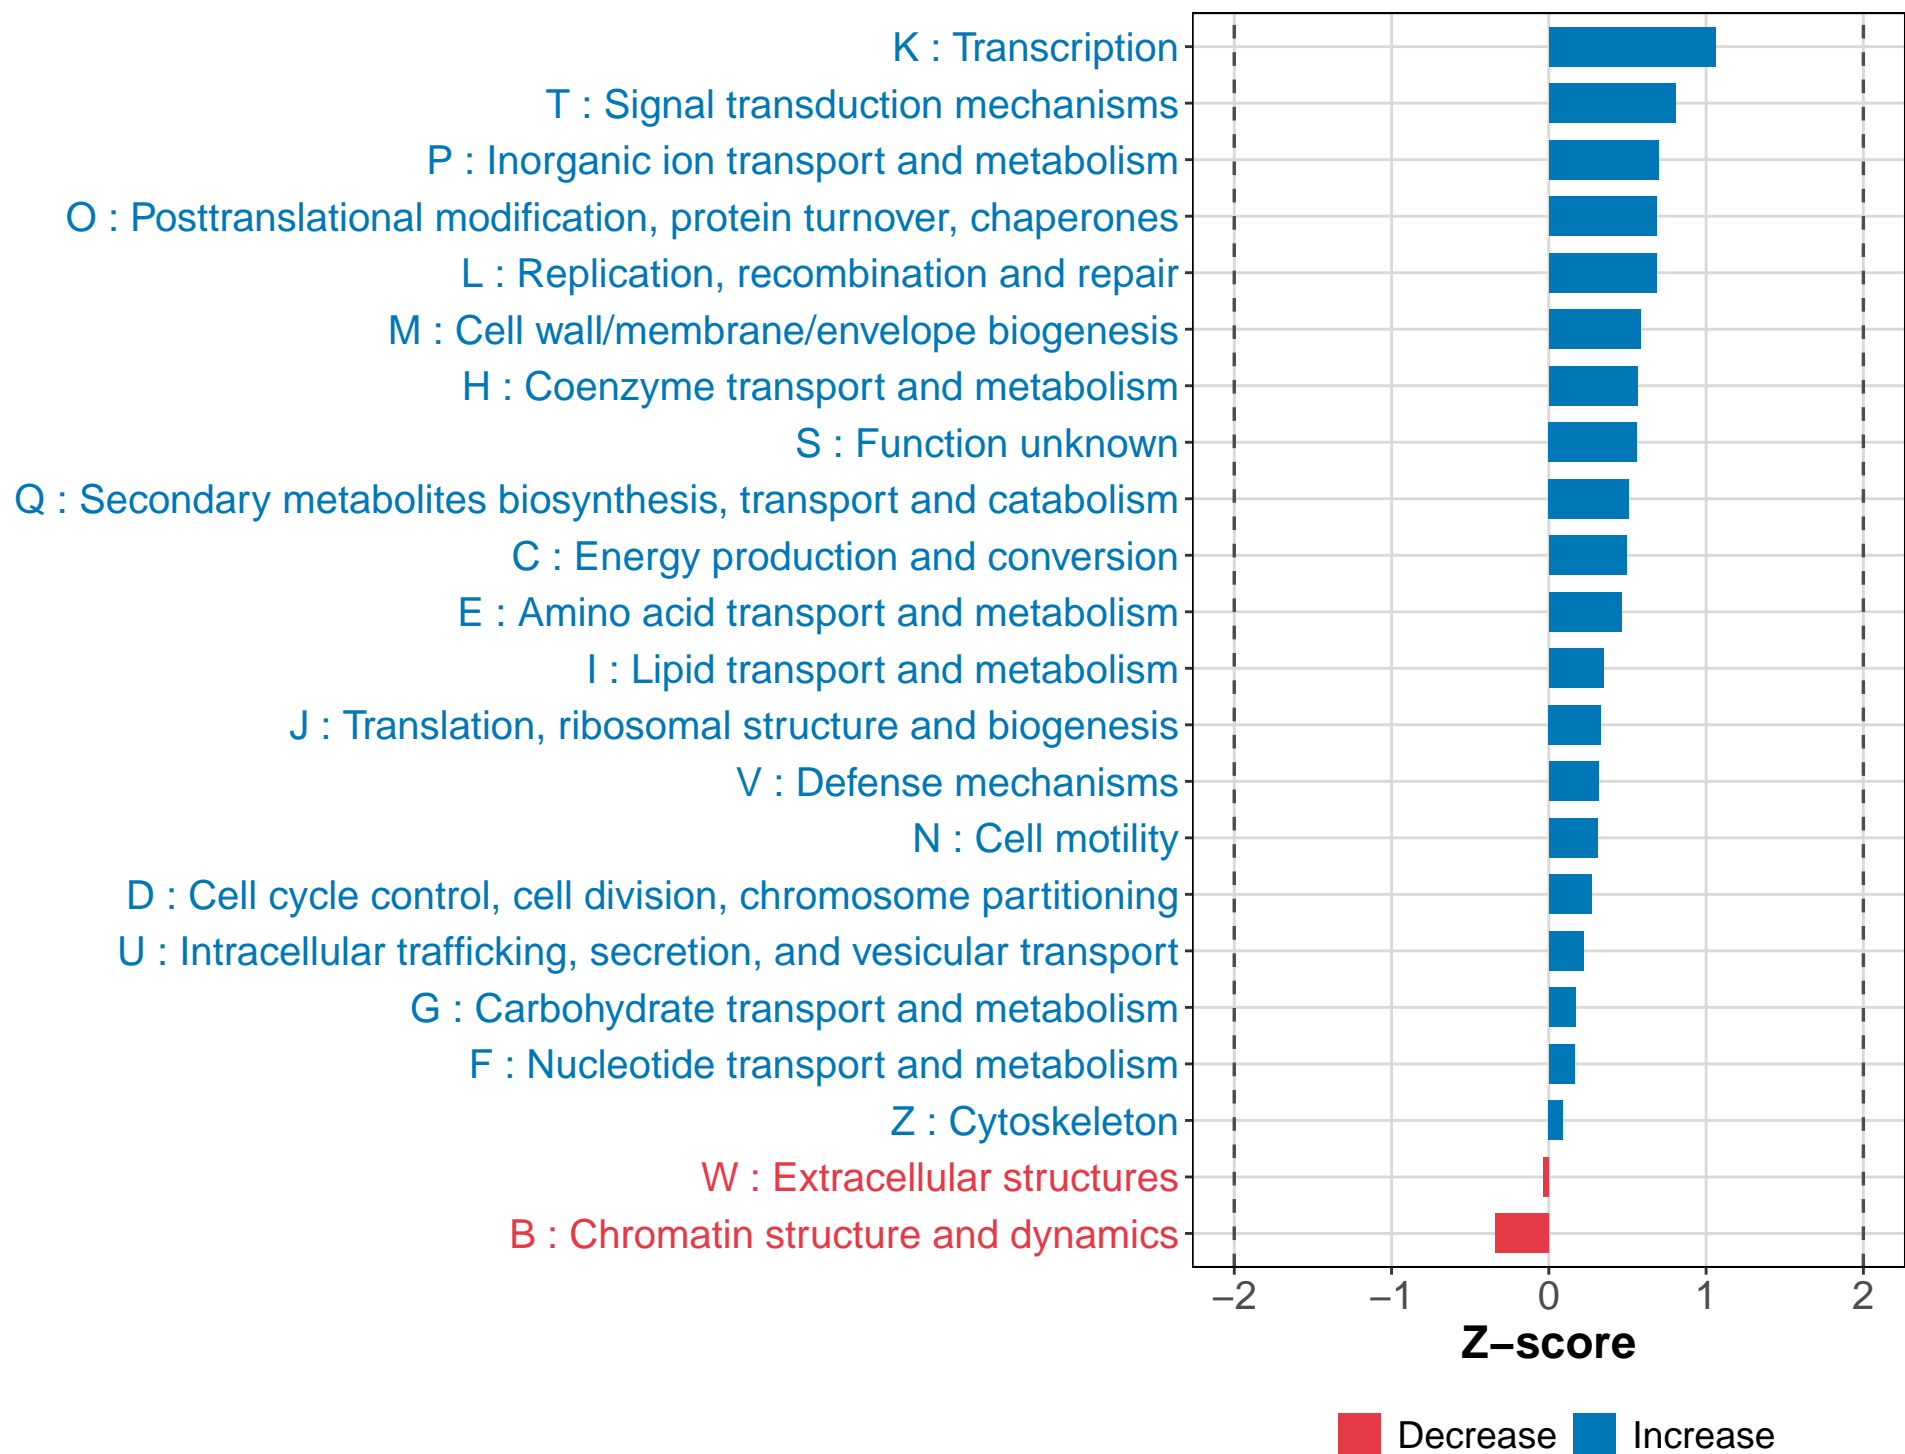 K : Transcription
T : Signal transduction mechanisms
P : Inorganic ion transport and metabolism
O : Posttranslational modification, protein turnover, chaperones
L : Replication, recombination and repair
M : Cell wall/membrane/envelope biogenesis
H : Coenzyme transport and metabolism
S : Function unknown
Q : Secondary metabolites biosynthesis, transport and catabolism
C : Energy production and conversion
E : Amino acid transport and metabolism
I : Lipid transport and metabolism
J : Translation, ribosomal structure and biogenesis
V : Defense mechanisms
N : Cell motility
D : Cell cycle control, cell division, chromosome partitioning
U : Intracellular trafficking, secretion, and vesicular transport
G : Carbohydrate transport and metabolism
F : Nucleotide transport and metabolism
Z : Cytoskeleton
W : Extracellular structures
B : Chromatin structure and dynamics
−2 −1 0 1 2
Z−score
Decrease Increase